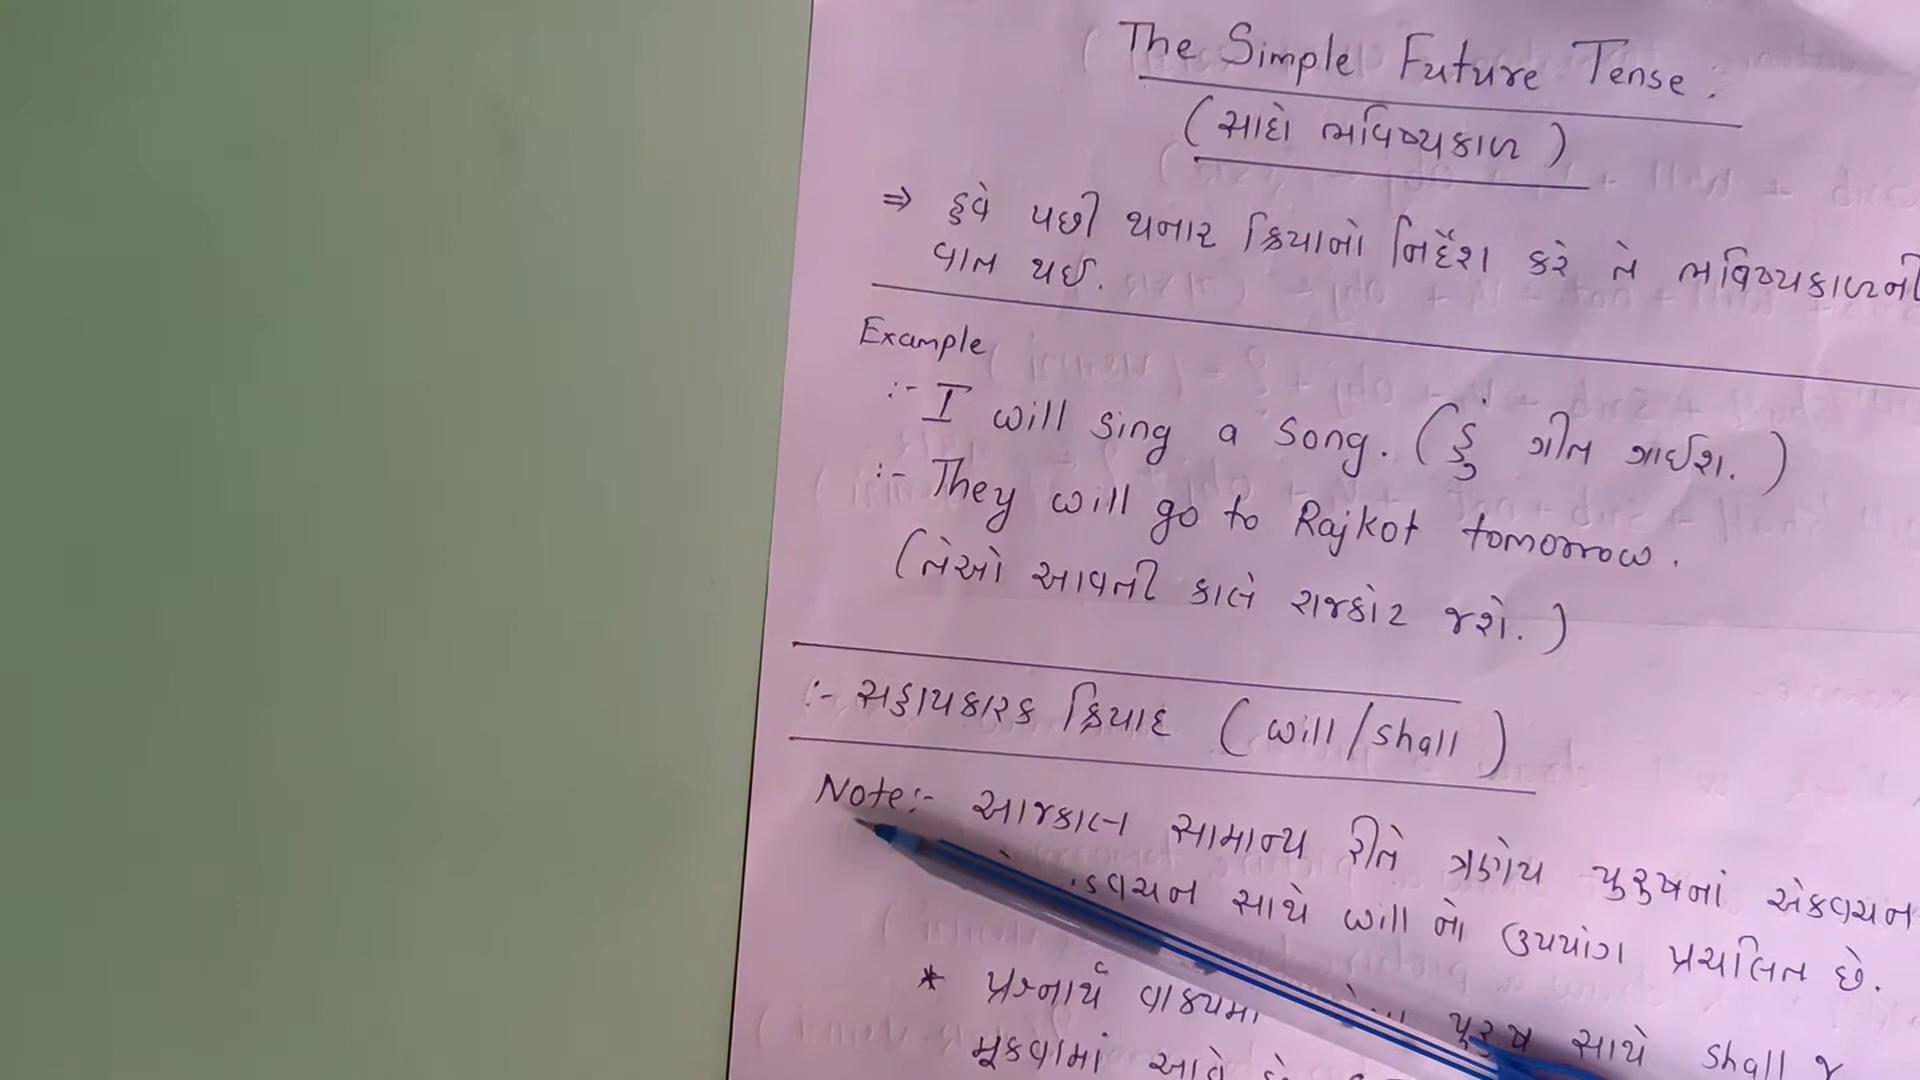 The Simple Future Tense.
(સાદો ભવિષ્યકાળ)
⇒ હવે પછી થનાર ક્રિયાનો નિર્દેશ કરે તે ભવિષ્યકાળની
વાત થઈ.
Example
:- I will sing a song. (હું ગીત ગાઈશ.)
:- They will go to Rajkot tomorrow.
(તેઓ આવતી કાલે રાજકોટ જશે.)
:- સહાયકારક ક્રિયાદ (will/shall)
Note:- આજકાલ સામાન્ય રીતે ત્રણેય પુરુષનાં એકવચન
સાથે will નો ઉપયોગ પ્રચલિત છે.
* પ્રશ્નાર્થ વાક્યમાં પુરુષ સાથે shall જ
મૂકવામાં આવે